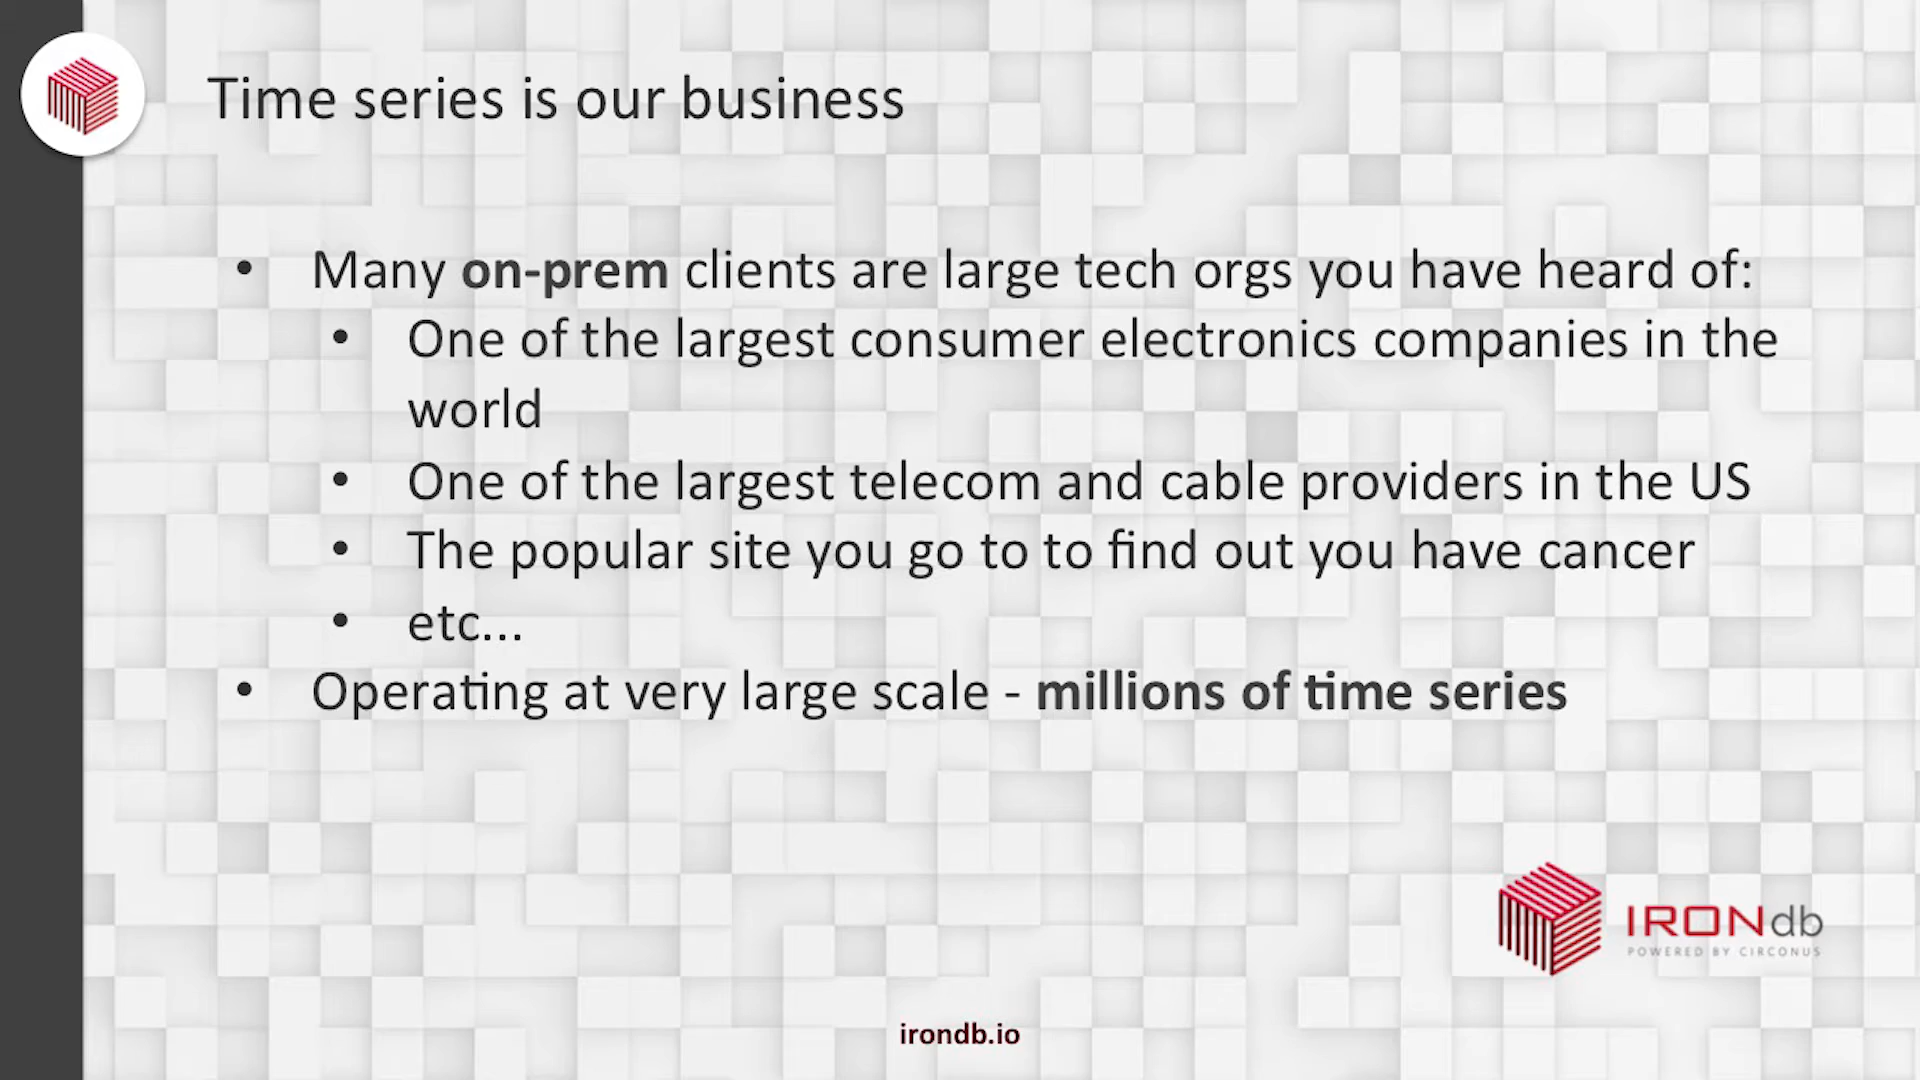 Time series is our business
• Many on-prem clients are large tech orgs you have heard of:
• One of the largest consumer electronics companies in the
world
• One of the largest telecom and cable providers in the US
• The popular site you go to to find out you have cancer
• etc...
• Operating at very large scale - millions of time series
IRONdb
POWERED BY CIRCONUS
irondb.io